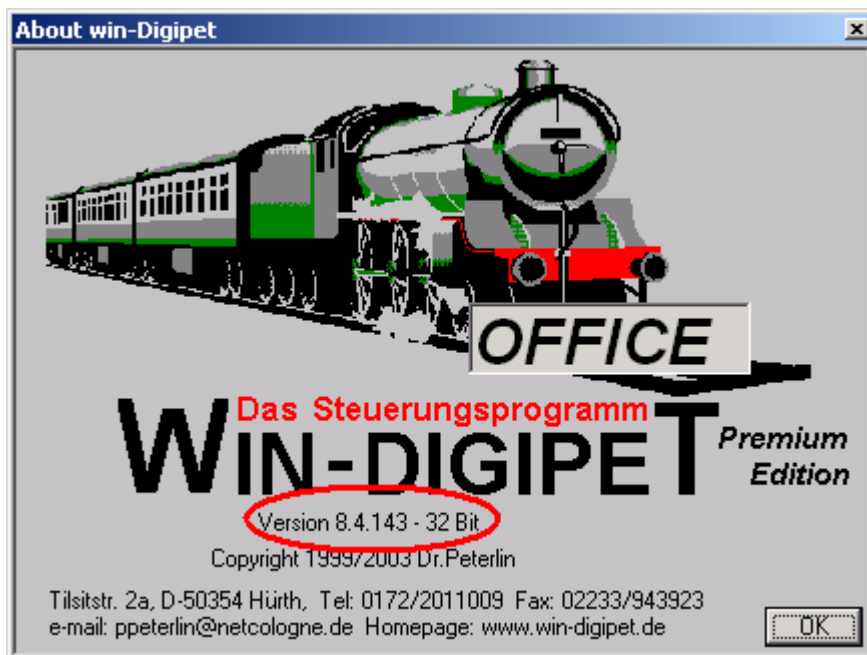 About win-Digipet
OFFICE
Das Steuerungsprogramm
WIN-DIGIPET
Premium
Edition
Version 8.4.143 - 32 Bit
Copyright 1999/2003 Dr.Peterlin
Tilsitstr. 2a, D-50354 Hürth, Tel: 0172/2011009 Fax: 02233/943923
e-mail: ppeterlin@netcologne.de Homepage: www.win-digipet.de
OK